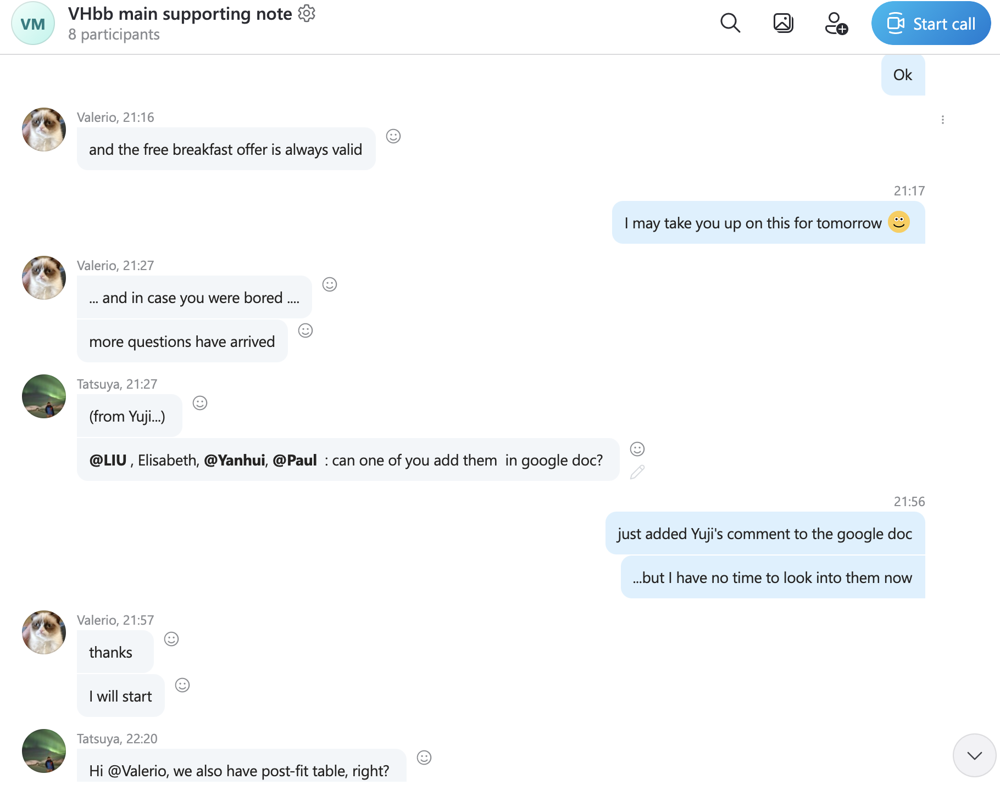 VM
VHbb main supporting note
8 participants
Start call
Ok
Valerio, 21:16
and the free breakfast offer is always valid
21:17
I may take you up on this for tomorrow
Valerio, 21:27
... and in case you were bored ....
more questions have arrived
Tatsuya, 21:27
(from Yuji...)
@LIU , Elisabeth, @Yanhui, @Paul : can one of you add them in google doc?
21:56
just added Yuji's comment to the google doc
...but I have no time to look into them now
Valerio, 21:57
thanks
I will start
Tatsuya, 22:20
Hi @Valerio, we also have post-fit table, right?